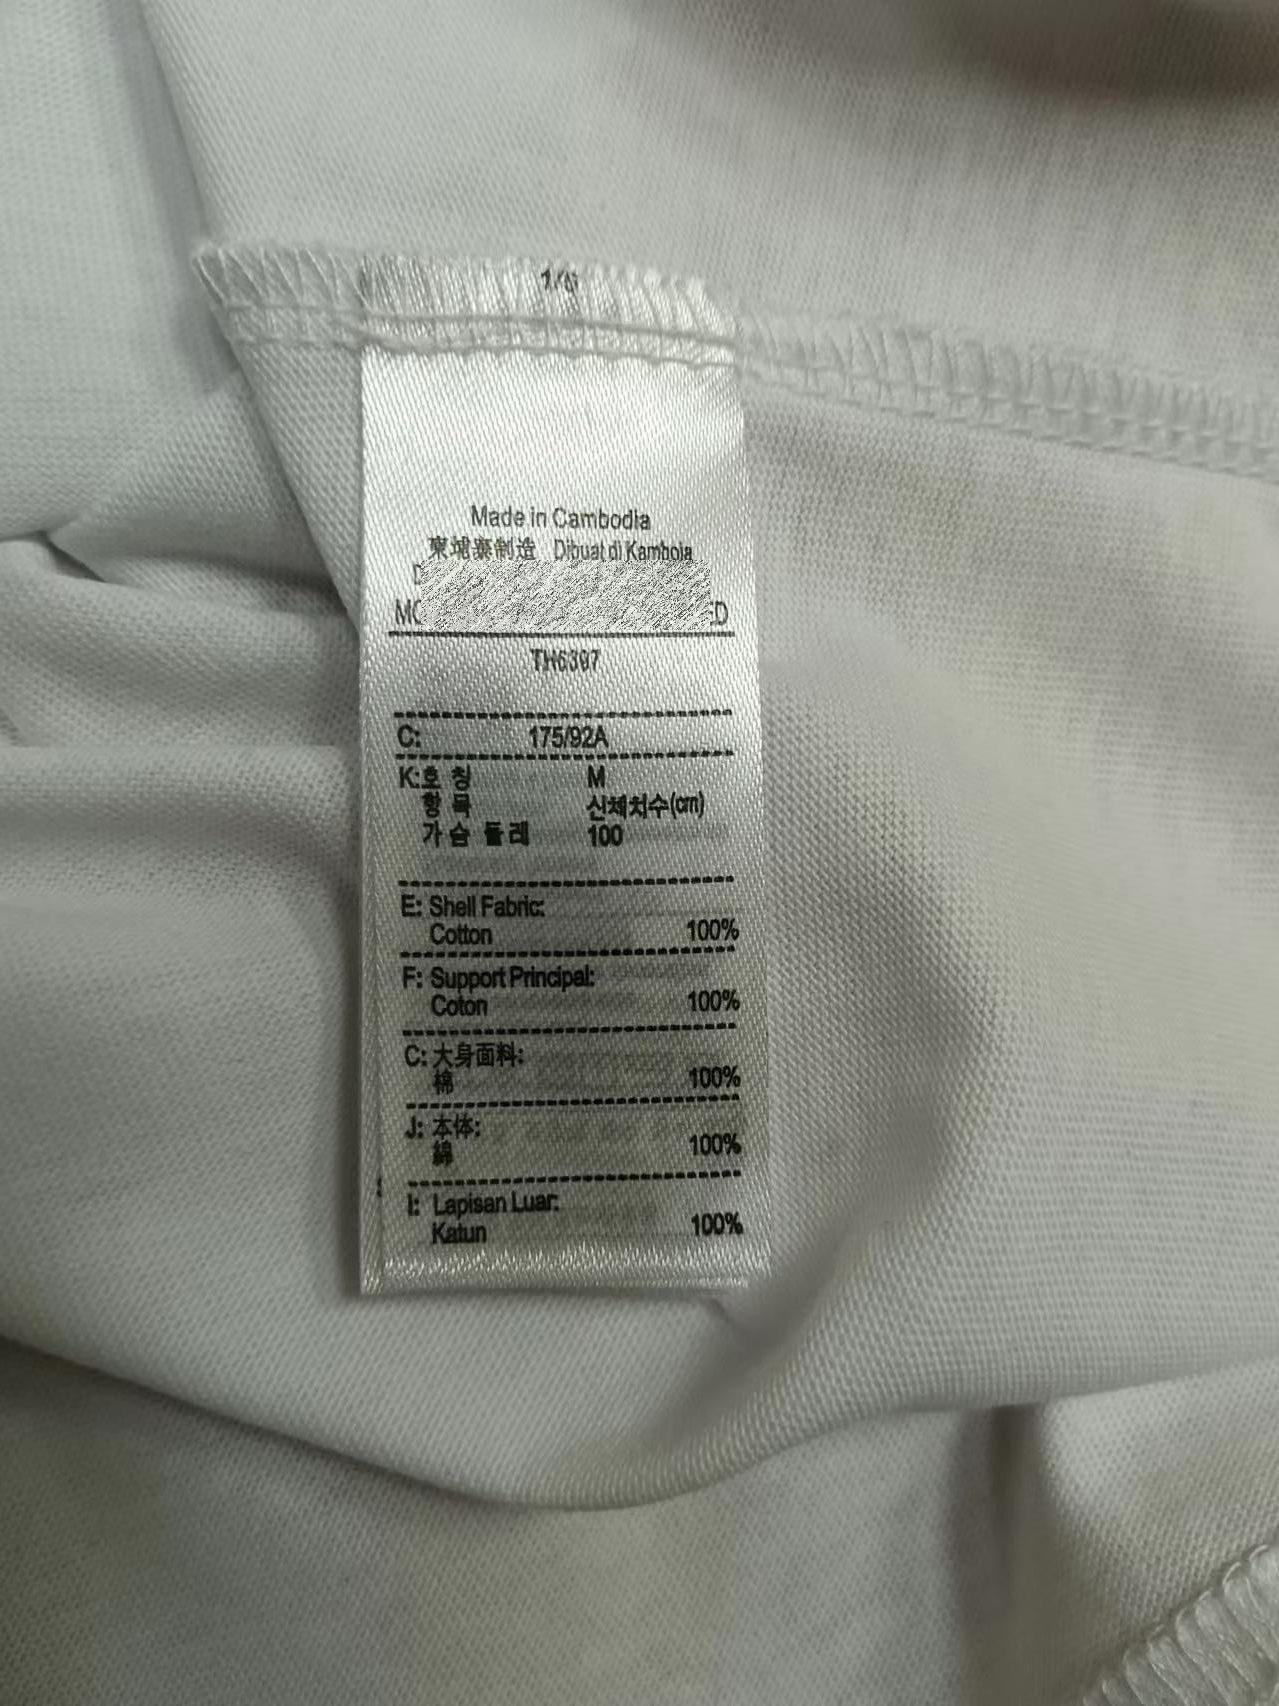 Made in Cambodia
柬埔寨制造 Dibuat di Kamboja
TH6397
C: 175/92A
K:호 칭 M
항 목 신체치수(cm)
가슴 둘레 100
E: Shell Fabric:
Cotton 100%
F: Support Principal:
Coton 100%
C: 大身面料:
棉 100%
J: 本体:
綿 100%
I: Lapisan Luar:
Katun 100%